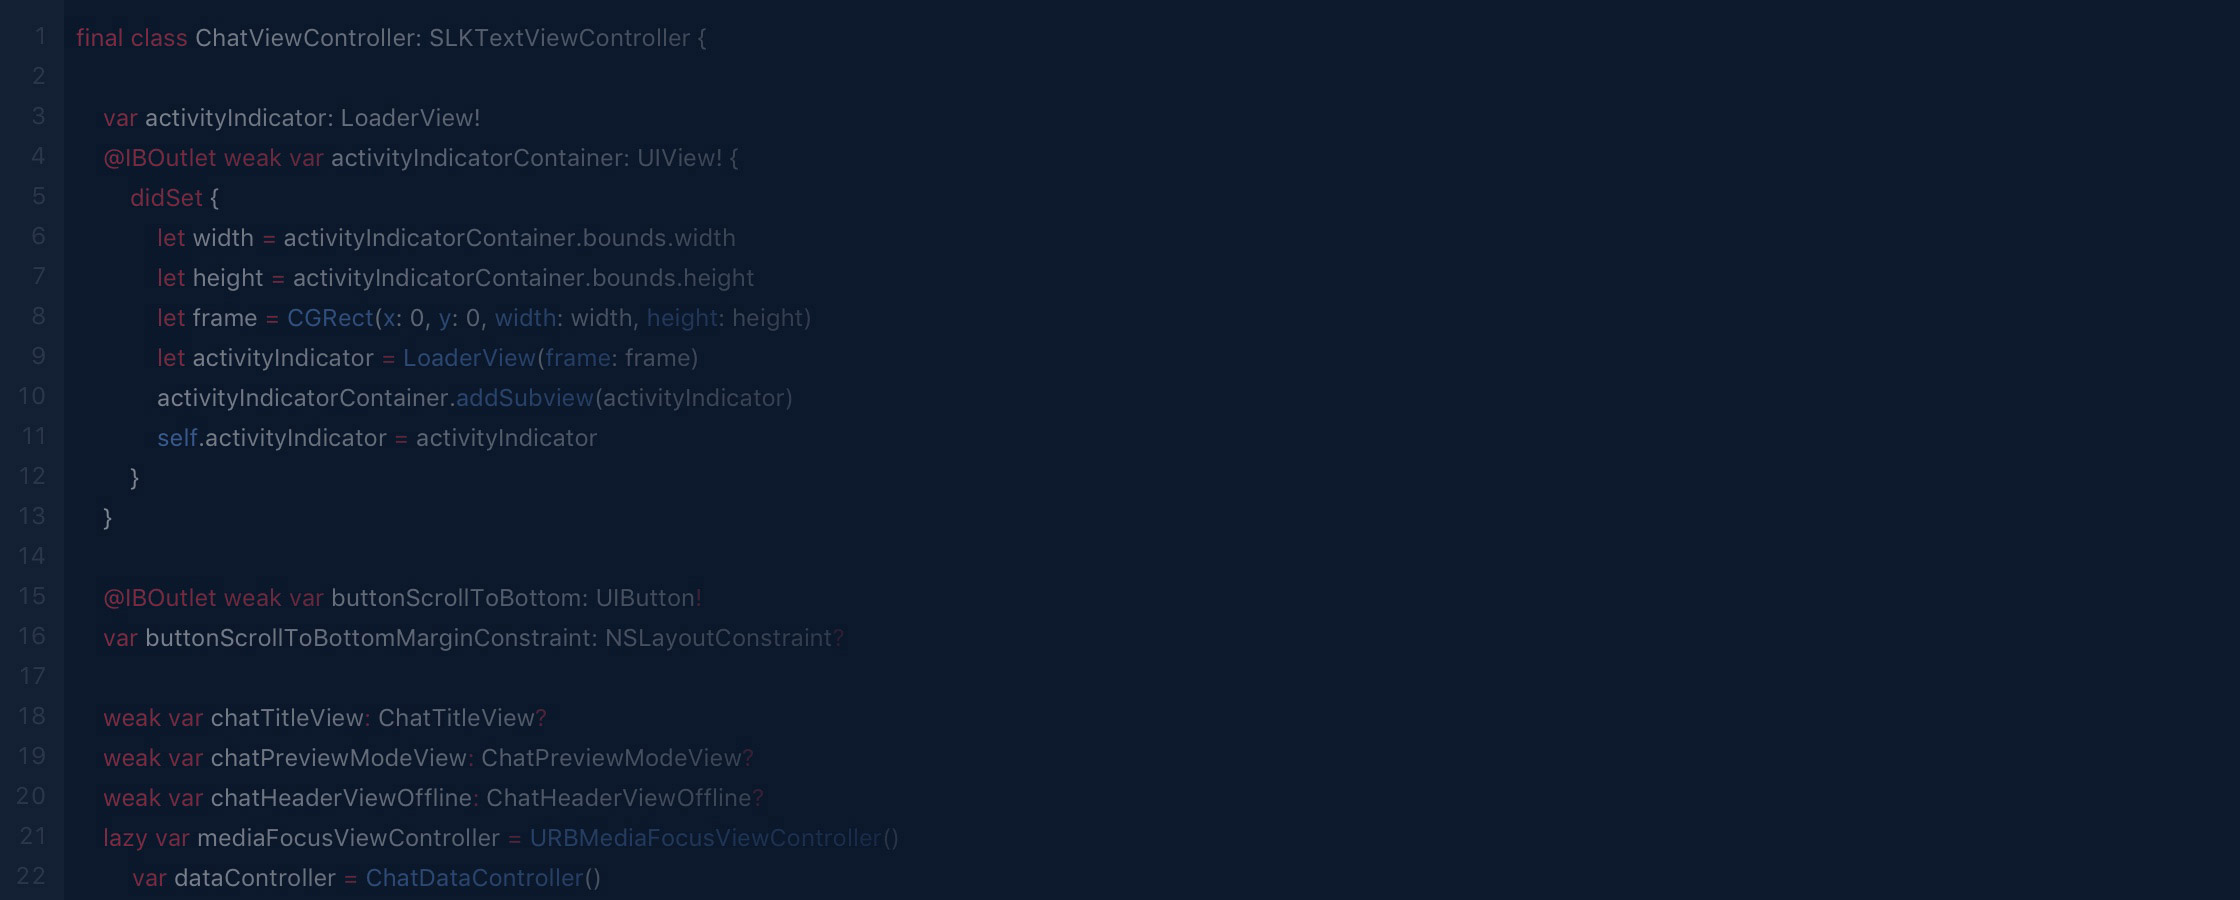 1 final class ChatViewController: SLKTextViewController {
2
3 var activityIndicator: LoaderView!
4 @IBOutlet weak var activityIndicatorContainer: UIView! {
5 didSet {
6 let width = activityIndicatorContainer.bounds.width
7 let height = activityIndicatorContainer.bounds.height
8 let frame = CGRect(x: 0, y: 0, width: width, height: height)
9 let activityIndicator = LoaderView(frame: frame)
10 activityIndicatorContainer.addSubview(activityIndicator)
11 self.activityIndicator = activityIndicator
12 }
13 }
14
15 @IBOutlet weak var buttonScrollToBottom: UIButton!
16 var buttonScrollToBottomMarginConstraint: NSLayoutConstraint?
17
18 weak var chatTitleView: ChatTitleView?
19 weak var chatPreviewModeView: ChatPreviewModeView?
20 weak var chatHeaderViewOffline: ChatHeaderViewOffline?
21 lazy var mediaFocusViewController = URBMediaFocusViewController()
22 var dataController = ChatDataController()